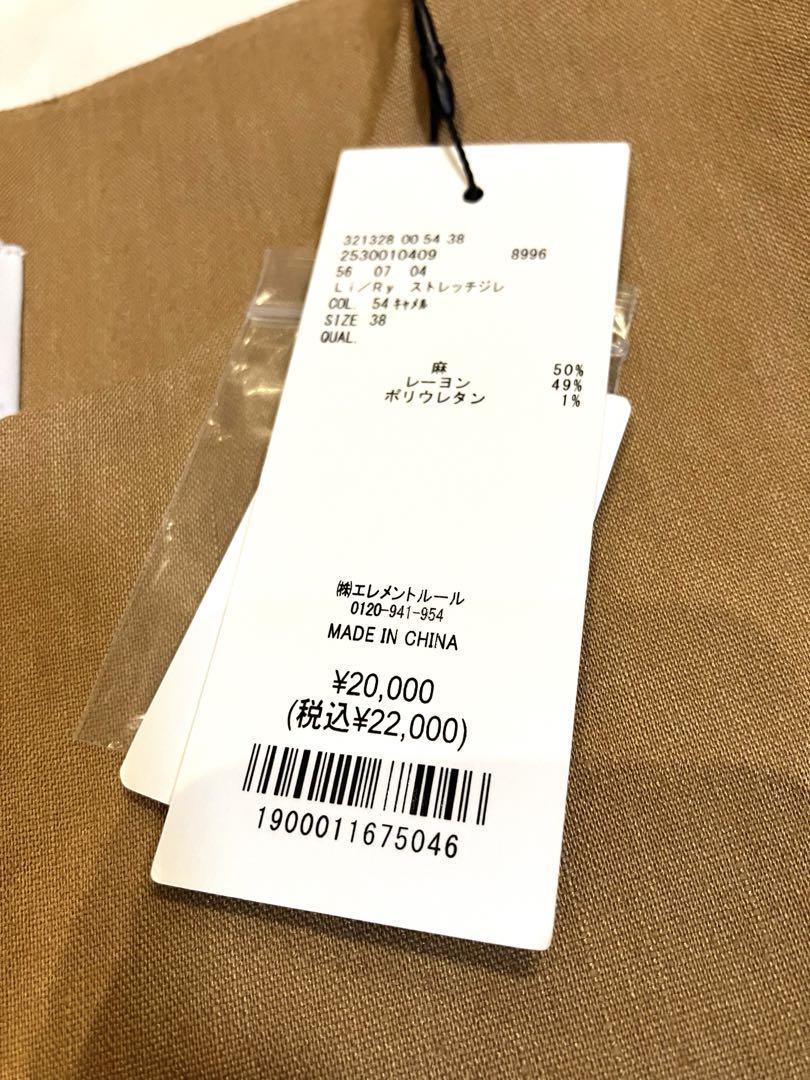 321328 00 54 38
2530010409 8996
56 07 04
Li/Ry ストレッチジレ
COL. 54 ｷｬﾒﾙ
SIZE 38
QUAL.
麻 50%
レーヨン 49%
ポリウレタン 1%
㈱エレメントルール
0120-941-954
MADE IN CHINA
¥20,000
(税込¥22,000)
1900011675046